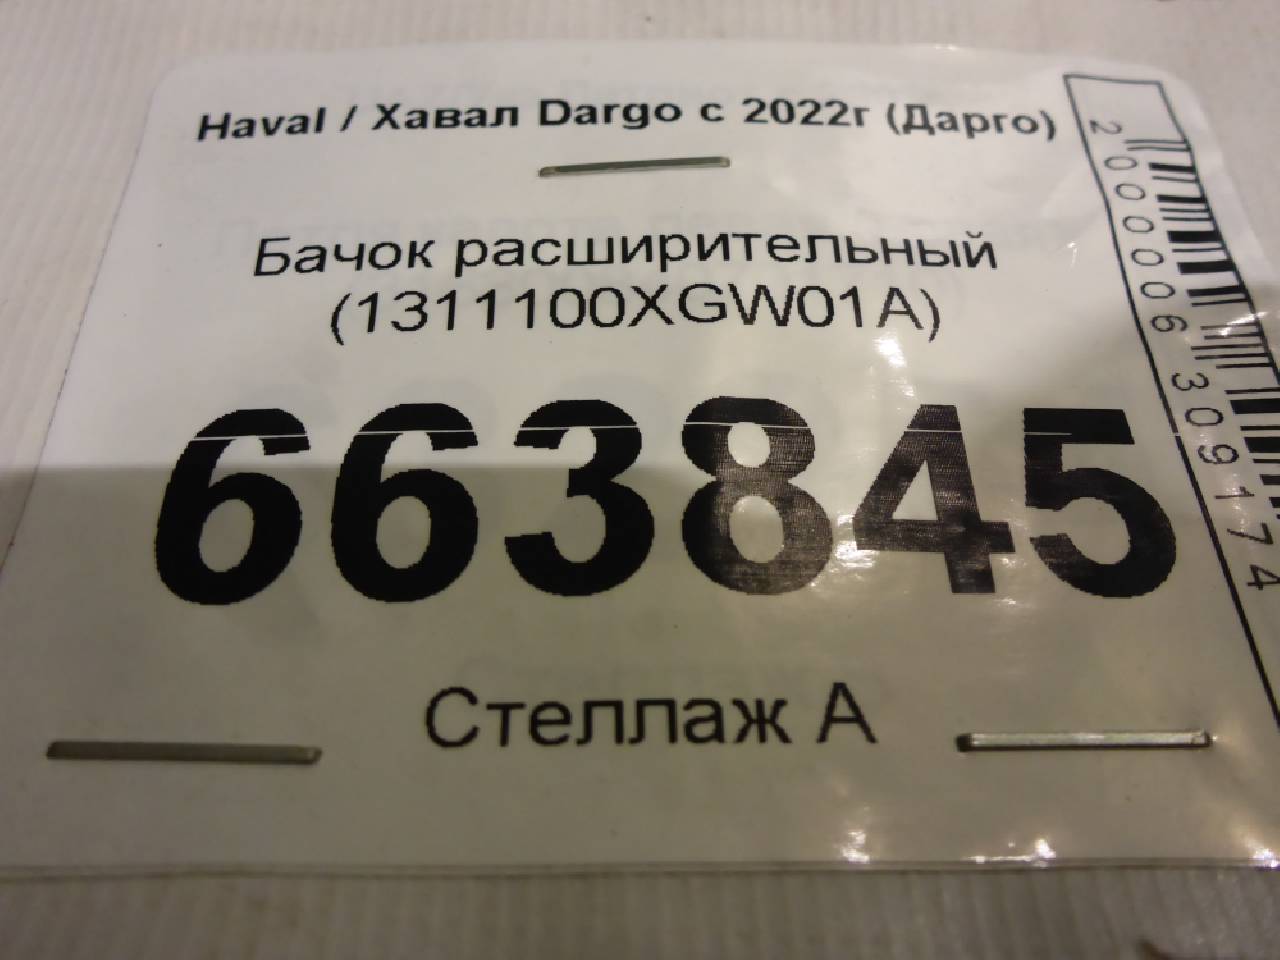 Haval / Хавал Dargo с 2022г (Дарго)
Бачок расширительный
(1311100XGW01A)
663845
Стеллаж А
2000006309174